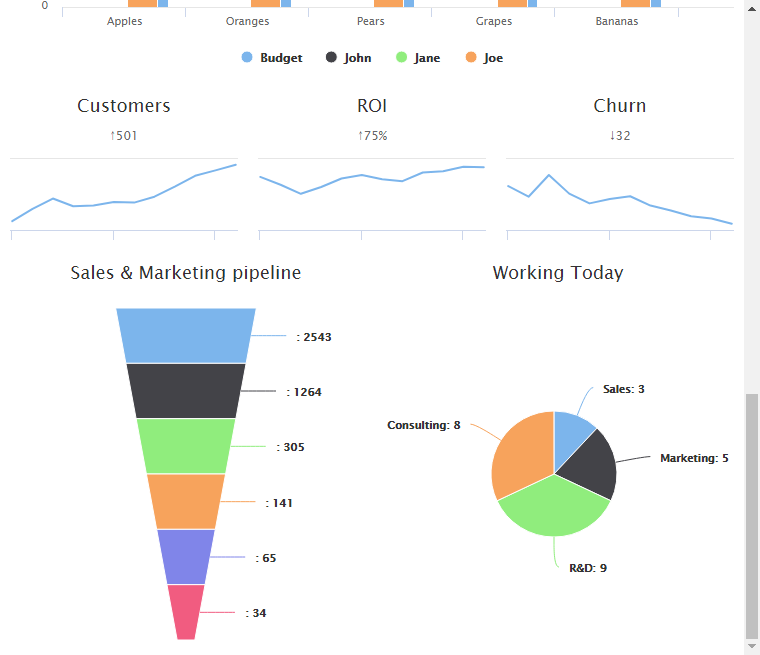 0
Apples Oranges Pears Grapes Bananas
Budget John Jane Joe
Customers ROI Churn
↑501 ↑75% ↓32
Sales & Marketing pipeline Working Today
: 2543
: 1264
: 305
: 141
: 65
: 34
Sales: 3
Consulting: 8
Marketing: 5
R&D: 9